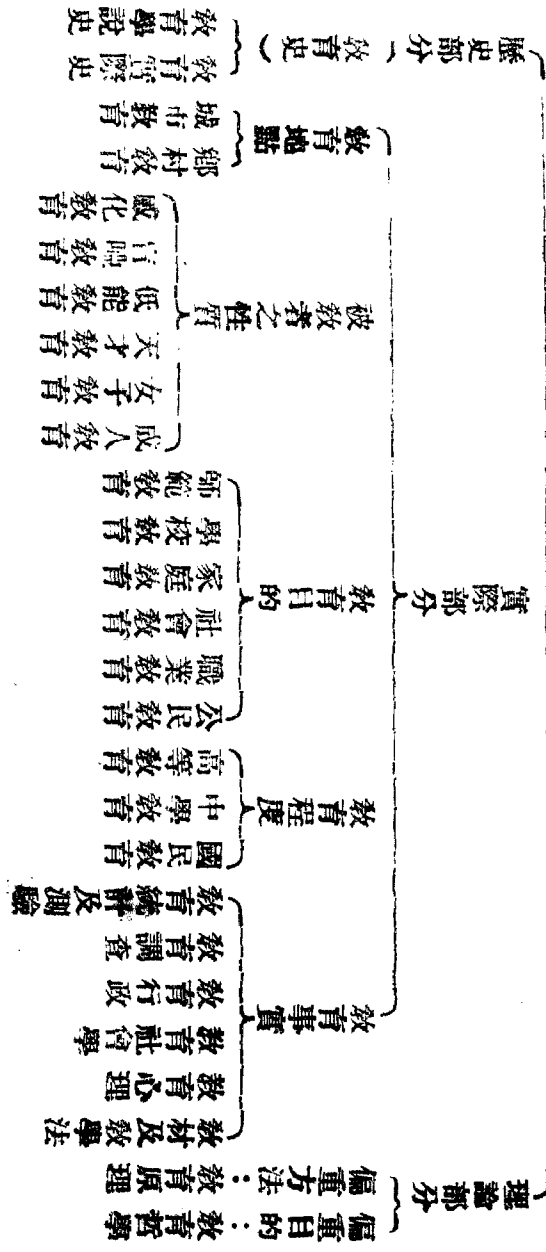 理論部分
偏重目的：教育哲學
偏重方法：教育原理
實際部分
教育事實
教材及教學法
教育心理
教育社會學
教育行政
教育調查
教育統計及測驗
教育程度
國民教育
中學教育
高等教育
教育目的
公民教育
職業教育
社會教育
家庭教育
學校教育
師範教育
被教者之性質
成人教育
女子教育
天才教育
低能教育
盲啞教育
感化教育
教育地點
鄉村教育
城市教育
歷史部分（教育史）
教育實際史
教育學說史